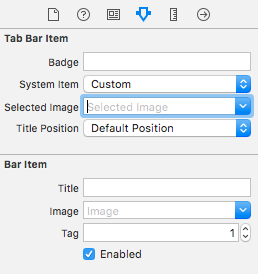 Tab Bar Item
Badge
System Item Custom
Selected Image Selected Image
Title Position Default Position
Bar Item
Title
Image Image
Tag 1
Enabled